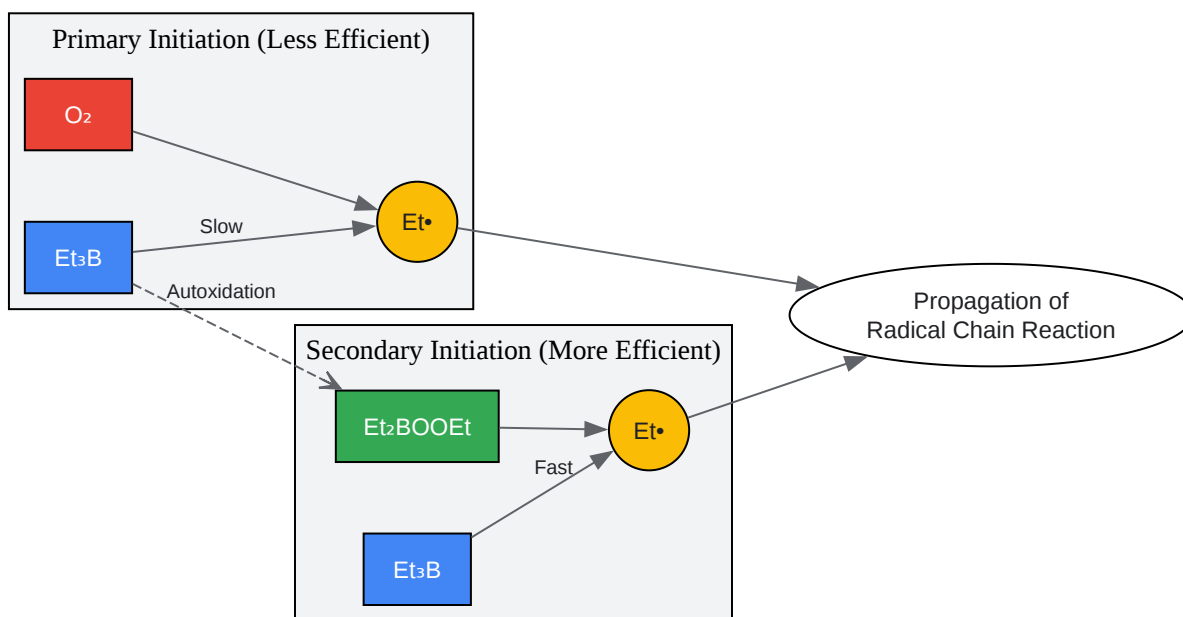 Primary Initiation (Less Efficient)
O₂
Et•
Slow
Et₃B
Autoxidation
Propagation of
Radical Chain Reaction
Secondary Initiation (More Efficient)
Et₂BOOEt
Et•
Fast
Et₃B